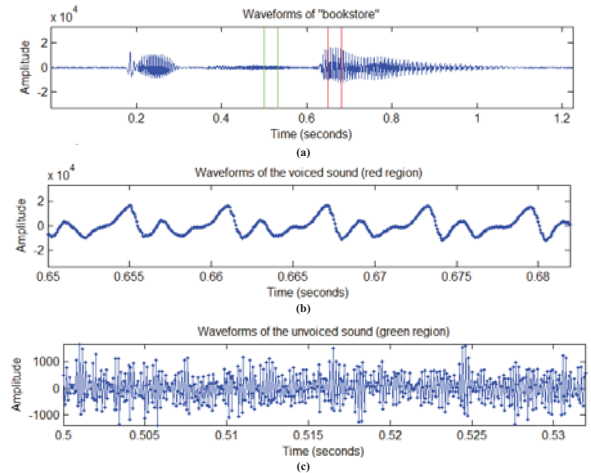 Waveforms of "bookstore"
x 10^4
2
0
-2
Amplitude
0.2 0.4 0.6 0.8 1 1.2
Time (seconds)
(a)
Waveforms of the voiced sound (red region)
x 10^4
2
0
-2
Amplitude
0.65 0.655 0.66 0.665 0.67 0.675 0.68
Time (seconds)
(b)
Waveforms of the unvoiced sound (green region)
1000
0
-1000
Amplitude
0.5 0.505 0.51 0.515 0.52 0.525 0.53
Time (seconds)
(c)